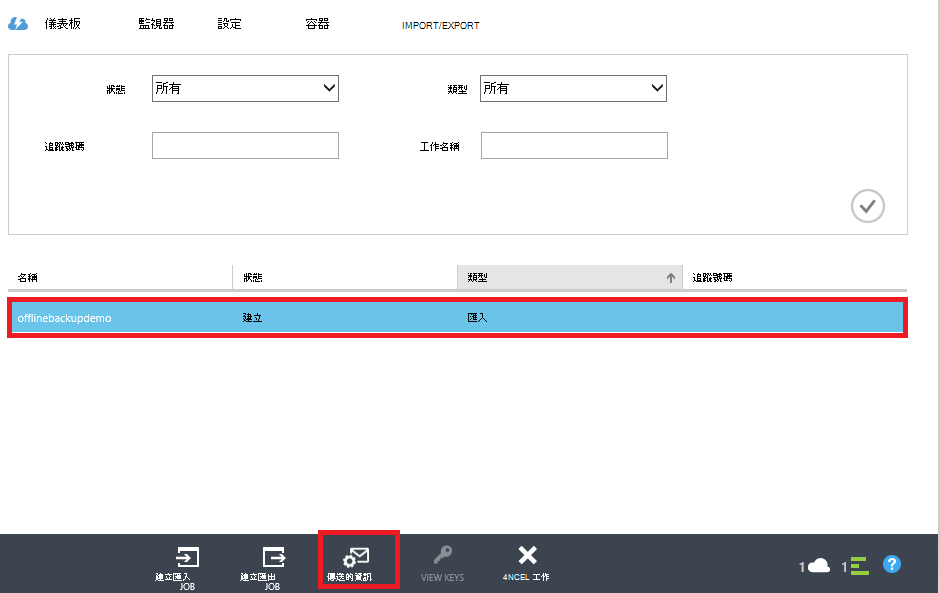 儀表板 監視器 設定 容器 IMPORT/EXPORT
狀態 所有 類型 所有
追蹤號碼 工作名稱
名稱 狀態 類型 追蹤號碼
offlinebackupdemo 建立 匯入
建立匯入 JOB 建立匯出 JOB 傳送的資訊 VIEW KEYS 4NCEL 工作 1 1 ?